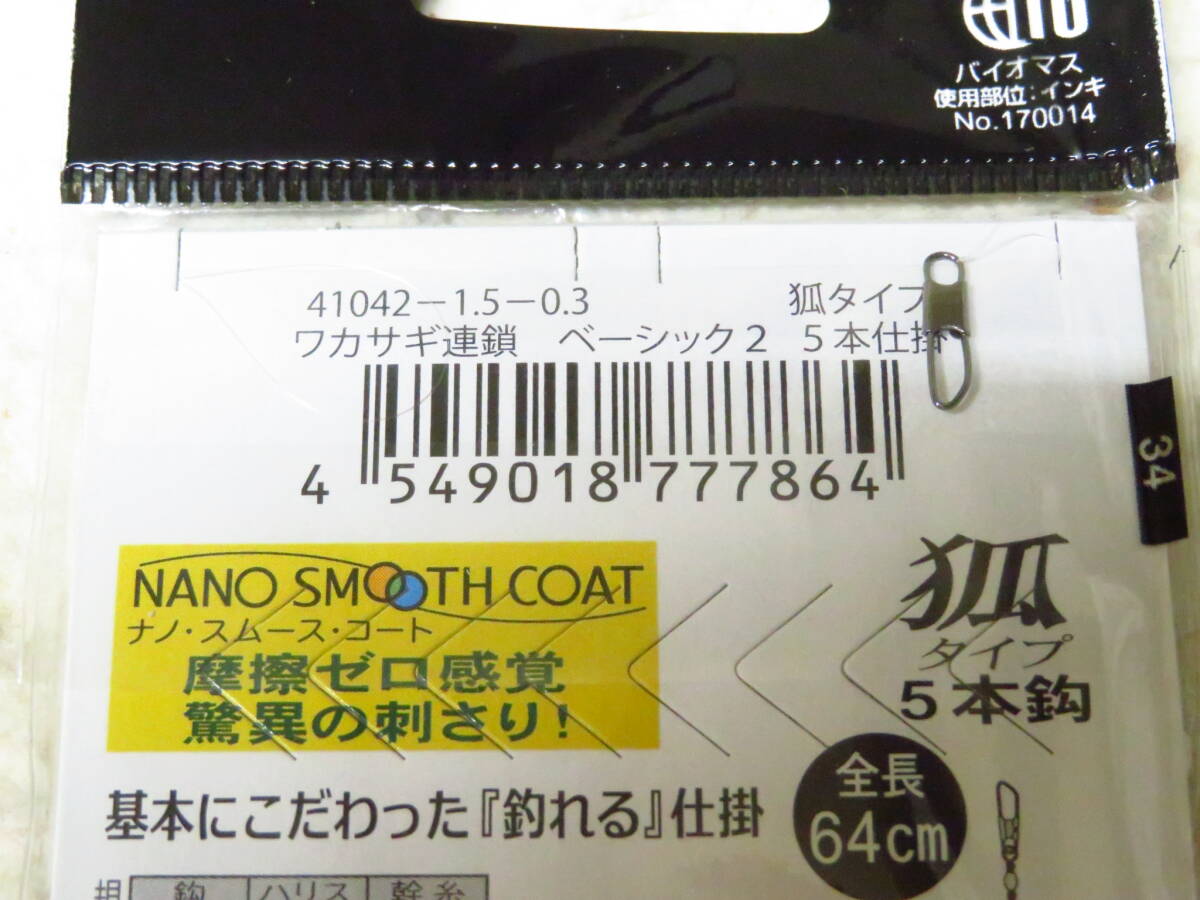 バイオマス
使用部位：インキ
No.170014
41042－1.5－0.3　狐タイプ
ワカサギ連鎖　ベーシック２　５本仕掛
4 549018 777864
34
NANO SMOOTH COAT
ナノ・スムース・コート
摩擦ゼロ感覚
驚異の刺さり！
狐
タイプ
５本鈎
基本にこだわった『釣れる』仕掛
全長
64cm
鈎 ハリス 幹糸